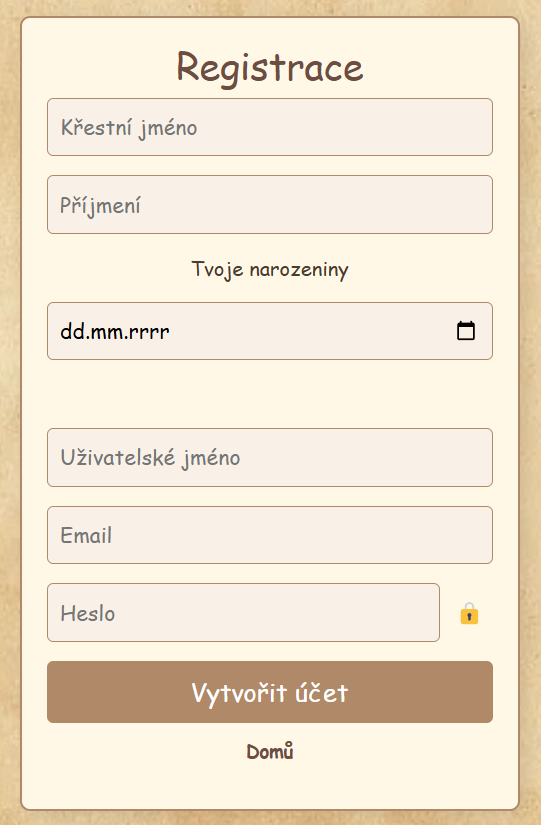 Registrace
Křestní jméno
Příjmení
Tvoje narozeniny
dd.mm.rrrr
Uživatelské jméno
Email
Heslo
Vytvořit účet
Domů